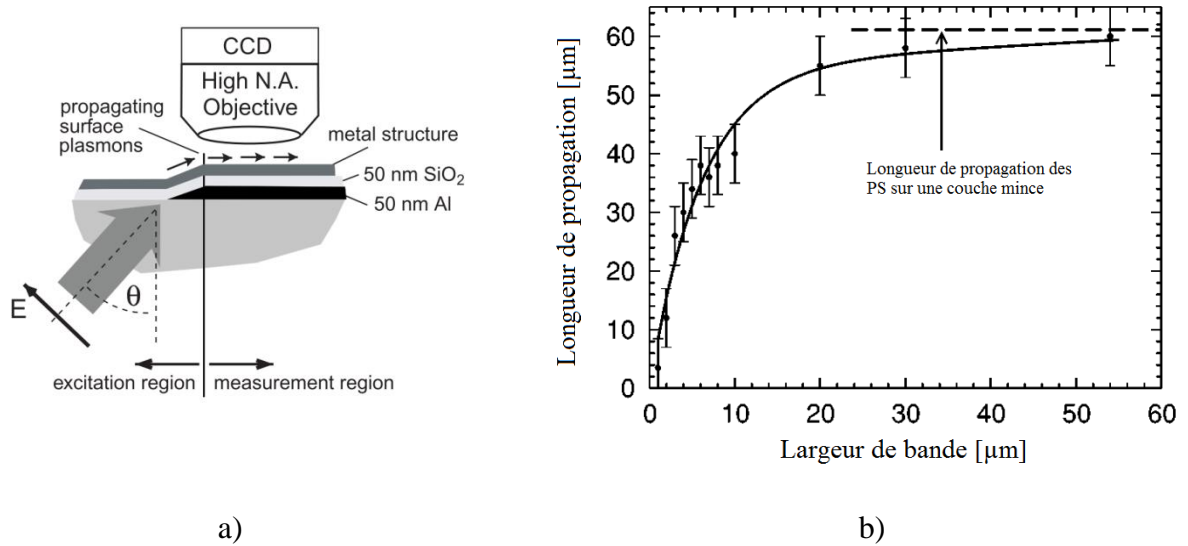 CCD
High N.A.
Objective
propagating
surface
plasmons
metal structure
50 nm SiO₂
50 nm Al
E
θ
excitation region
measurement region
a)
Longueur de propagation [µm]
60
50
40
30
20
10
0
Longueur de propagation des
PS sur une couche mince
0 10 20 30 40 50 60
Largeur de bande [µm]
b)